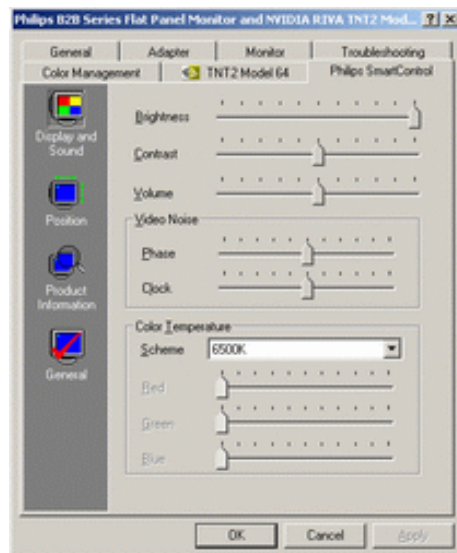 Philips B2B Series Flat Panel Monitor and NVIDIA RIVA TNT2 Mod...
General Adapter Monitor Troubleshooting
Color Management TNT2 Model 64 Philips SmartControl
Display and
Sound
Position
Product
Information
General
Brightness
Contrast
Volume
Video Noise
Phase
Clock
Color Temperature
Scheme 6500K
Red
Green
Blue
OK Cancel Apply